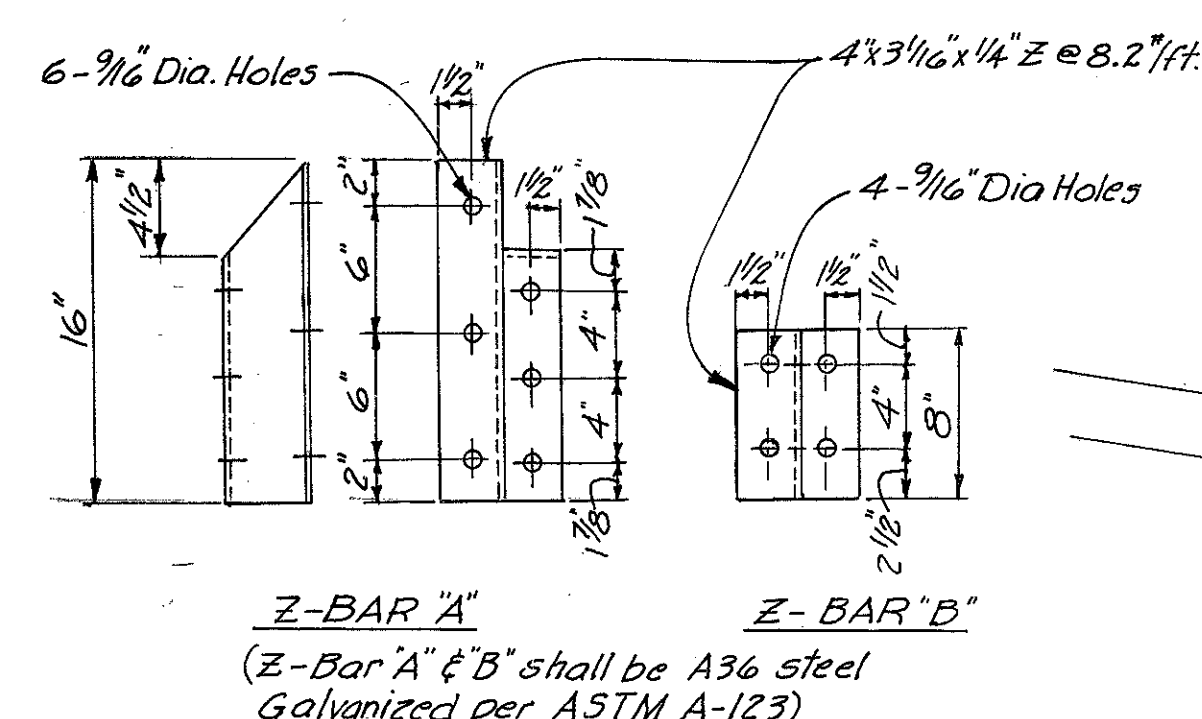 6-9/16" Dia. Holes
4"x3 1/16"x1/4" Z @ 8.2#/ft.
1 1/2"
4 1/2"
16"
2"
6"
6"
2"
1 1/2"
1 7/8"
4"
4"
1 7/8"
4-9/16" Dia Holes
1 1/2"
1 1/2"
1 1/2"
4"
8"
2 1/2"
Z-BAR "A"
Z-BAR "B"
(Z-Bar "A" & "B" shall be A36 steel
Galvanized per ASTM A-123)